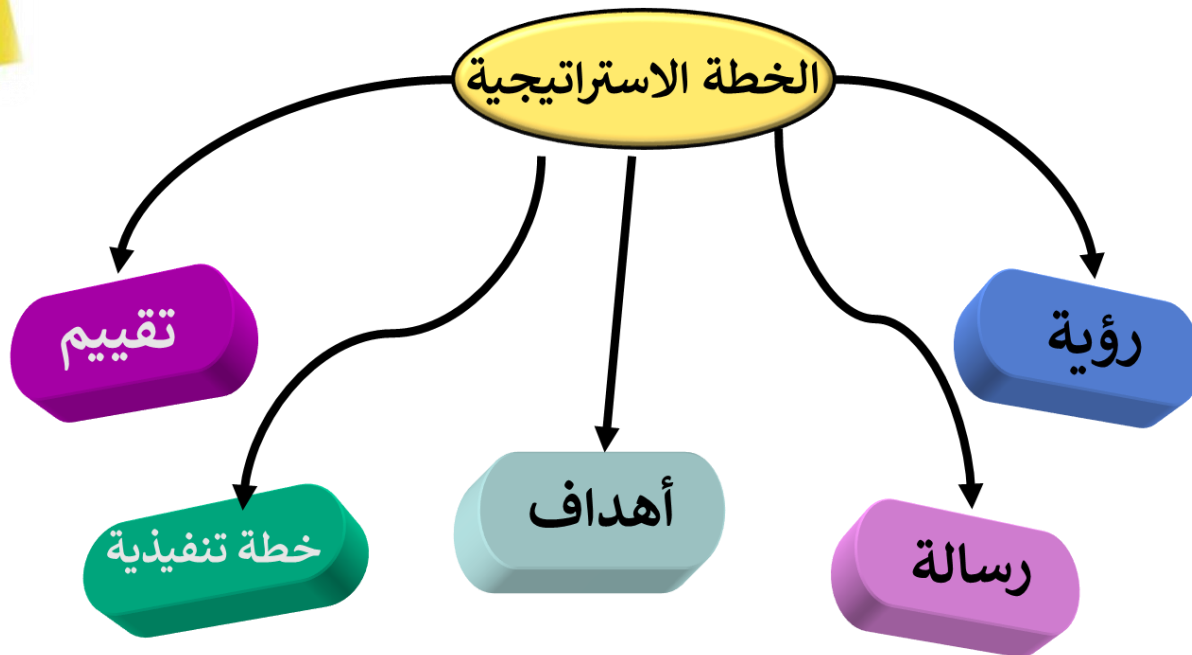 الخطة الاستراتيجية
رؤية
رسالة
أهداف
خطة تنفيذية
تقييم